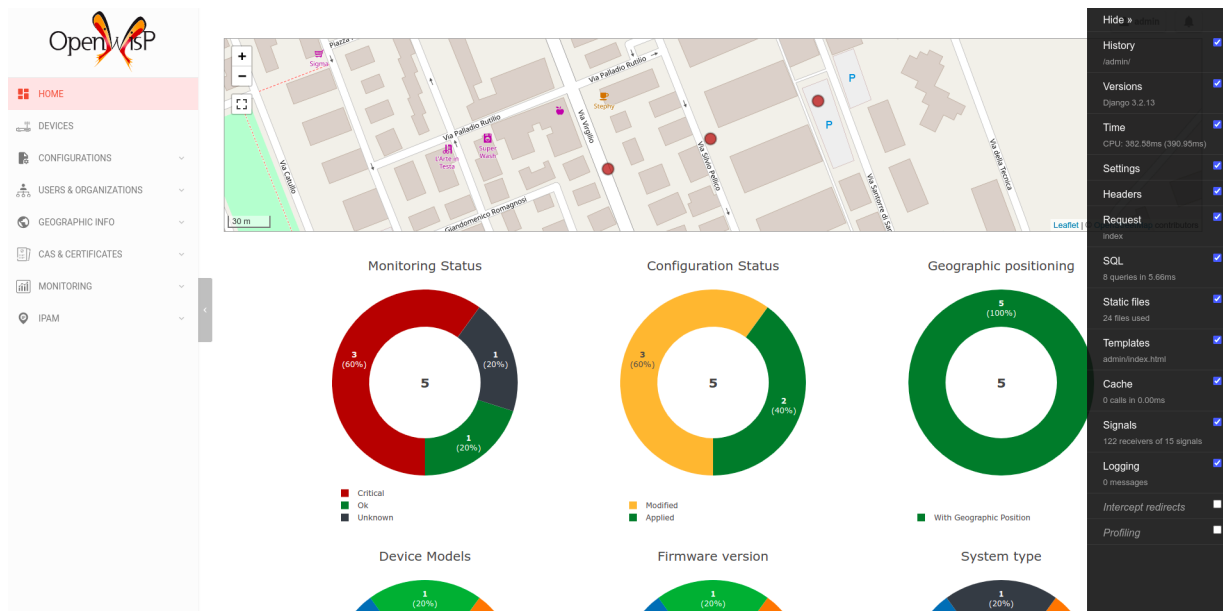 OpenWISP
HOME
DEVICES
CONFIGURATIONS
USERS & ORGANIZATIONS
GEOGRAPHIC INFO
CAS & CERTIFICATES
MONITORING
IPAM
+
−
Sigma
Piazza
Via Palladio Rutilio
Stephy
P
P
Via Palladio Rutilio
L'Arte in
Testa
Super
Wash
Via Virgilio
Via Silvio Pellico
Via Catullo
Via Santorre di Sa
Via della Tecnica
Giandomenico Romagnosi
30 m
Leaflet | ©
contributors
Monitoring Status
3
(60%)
1
(20%)
1
(20%)
5
Critical
Ok
Unknown
Configuration Status
3
(60%)
2
(40%)
5
Modified
Applied
Geographic positioning
5
(100%)
5
With Geographic Position
Device Models
1
(20%)
Firmware version
1
(20%)
System type
1
(20%)
Hide »
admin
History
/admin/
Versions
Django 3.2.13
Time
CPU: 382.58ms (390.95ms)
Settings
Headers
Request
index
SQL
8 queries in 5.66ms
Static files
24 files used
Templates
admin/index.html
Cache
0 calls in 0.00ms
Signals
122 receivers of 15 signals
Logging
0 messages
Intercept redirects
Profiling